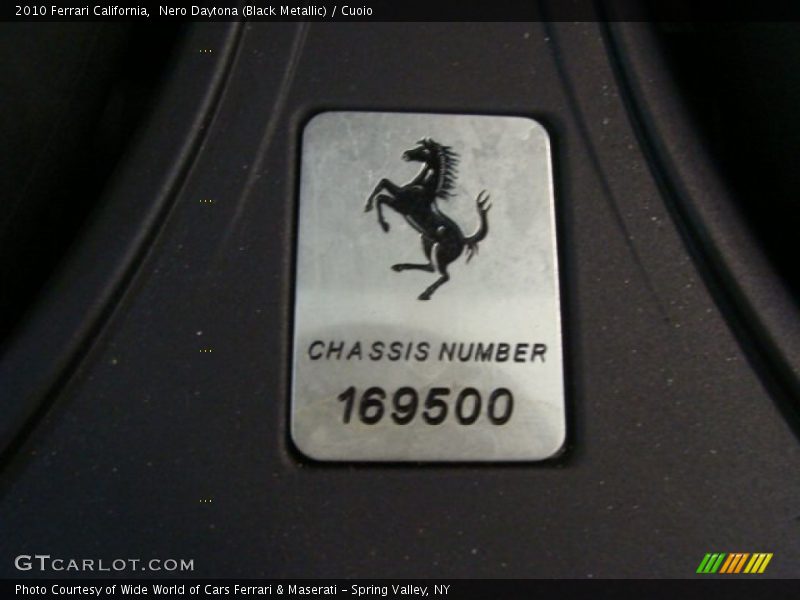 2010 Ferrari California,  Nero Daytona (Black Metallic) / Cuoio
...
...
CHASSIS NUMBER
...
169500
...
GTCARLOT.COM
Photo Courtesy of Wide World of Cars Ferrari & Maserati - Spring Valley, NY